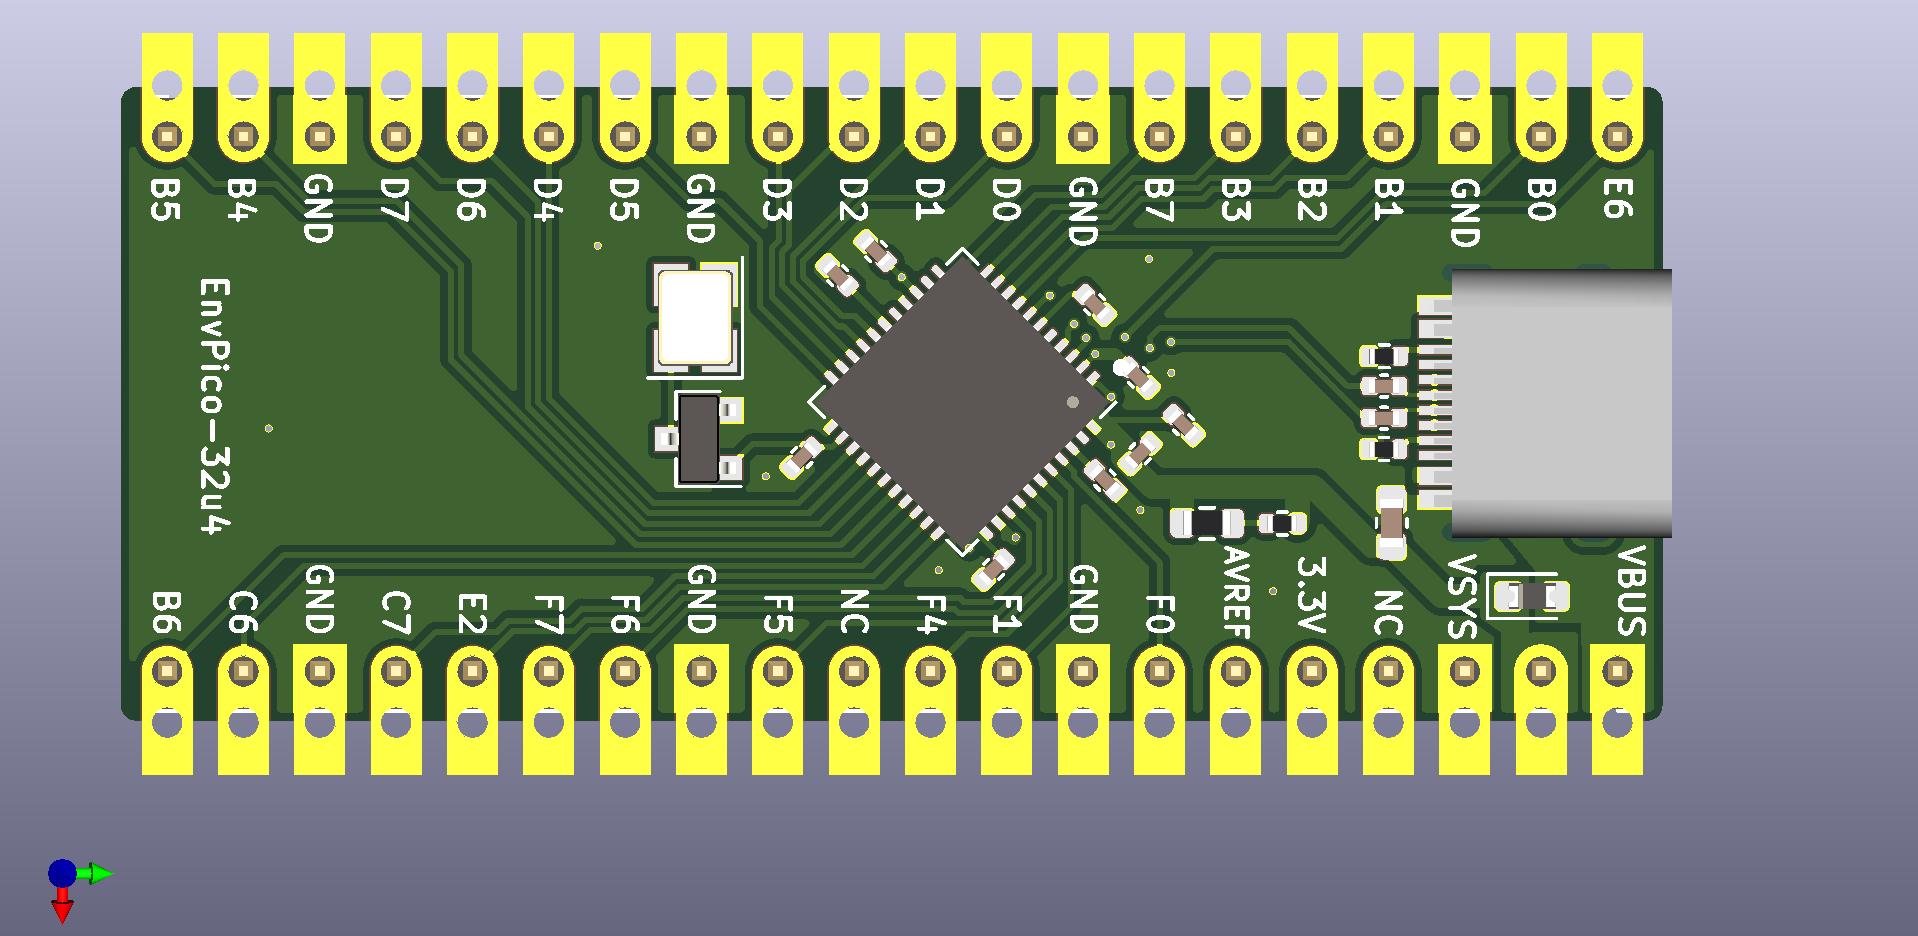 B5
B4
GND
D7
D6
D4
D5
GND
D3
D2
D1
D0
GND
B7
B3
B2
B1
GND
B0
E6
EnvPico-32u4
B6
C6
GND
C7
E2
F7
F6
GND
F5
NC
F4
F1
GND
F0
AVREF
3.3V
NC
VSYS
VBUS